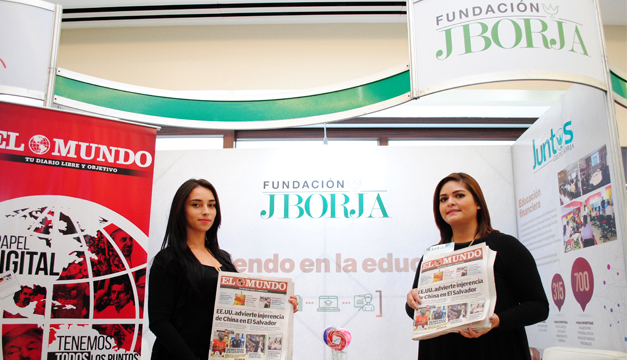 FUNDACIÓN
JBORJA
EL MUNDO
TU DIARIO LIBRE Y OBJETIVO
PAPEL
DIGITAL
TENEMOS
TODOS LOS PUNTOS
FUNDACIÓN
JBORJA
endo en la educ
EL MUNDO
EE.UU. advierte injerencia
de China en El Salvador
EL MUNDO
EE.UU. advierte injerencia
de China en El Salvador
Juntos
Educación
financiera
315
700